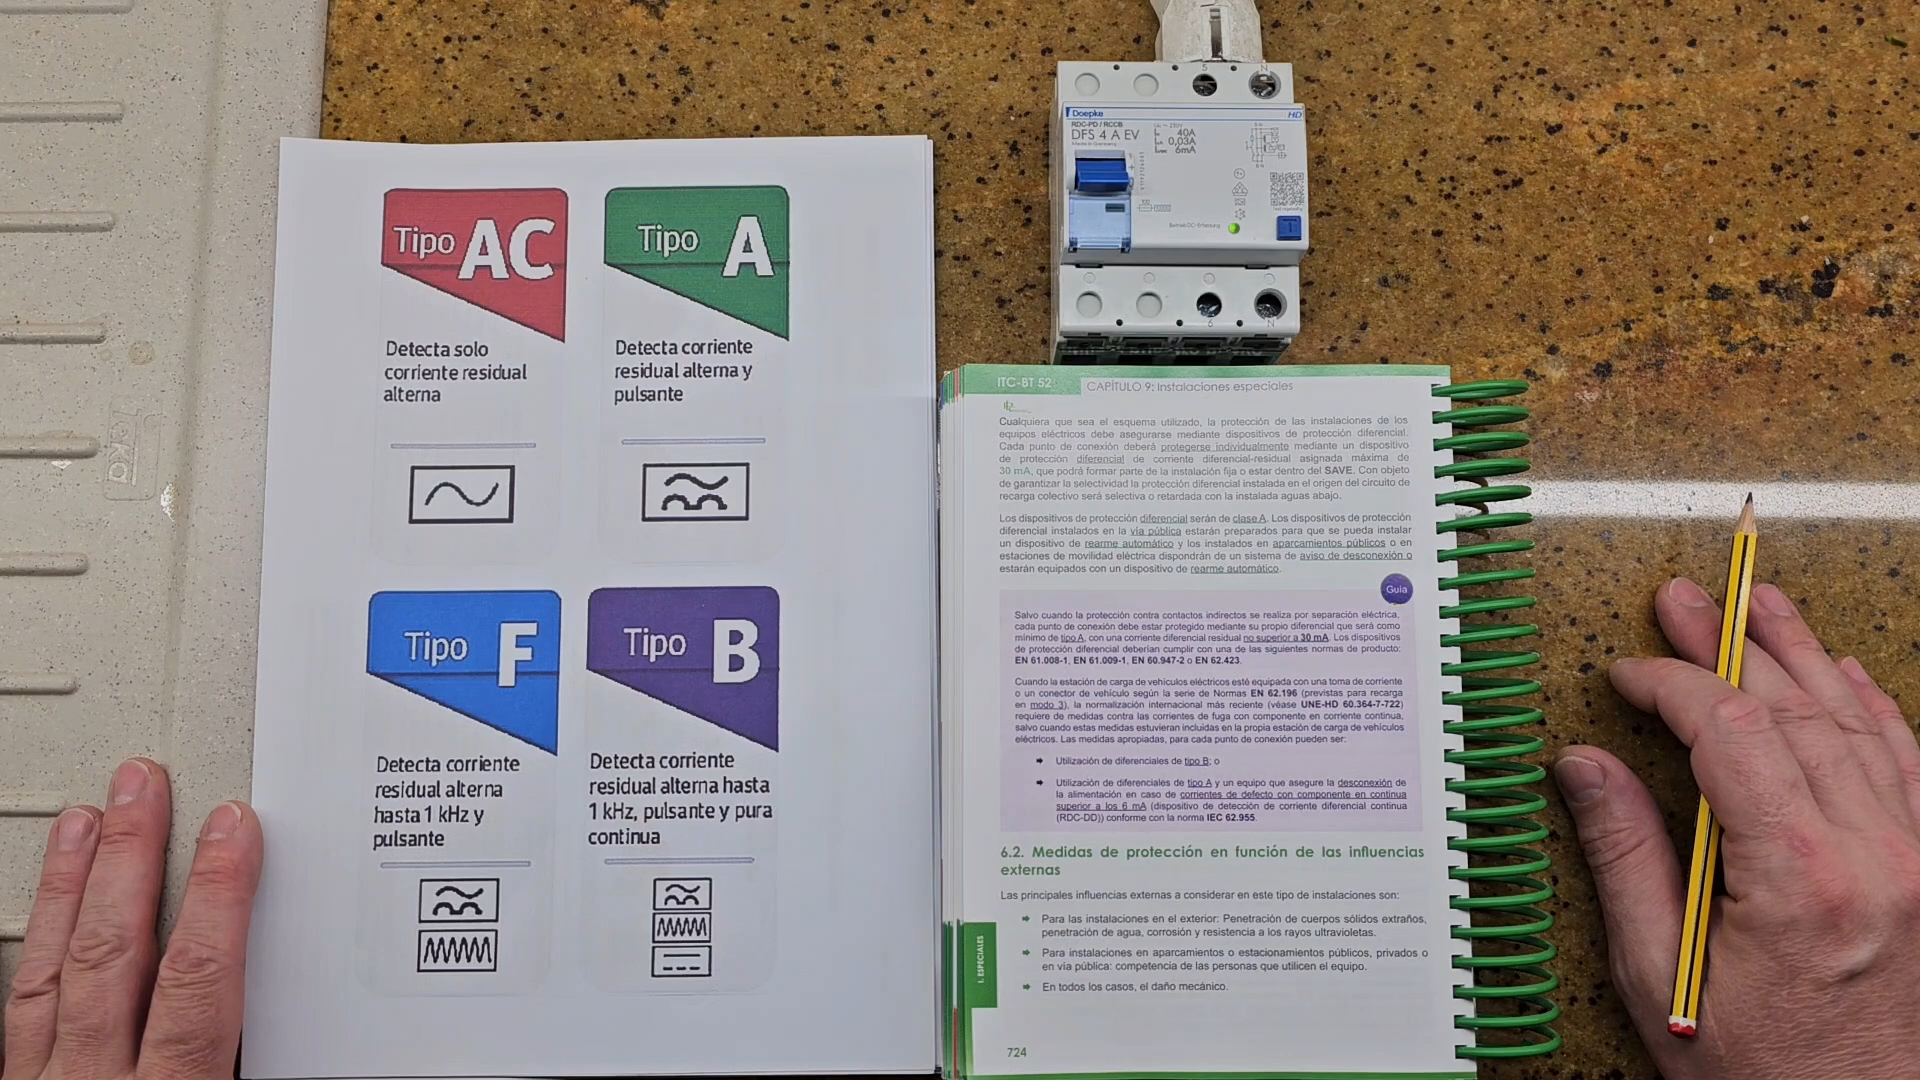 Tipo AC
Detecta solo
corriente residual
alterna
Tipo A
Detecta corriente
residual alterna y
pulsante
Tipo F
Detecta corriente
residual alterna
hasta 1 kHz y
pulsante
Tipo B
Detecta corriente
residual alterna hasta
1 kHz, pulsante y pura
continua
5 N
Doepke HD
RDC-PD / RCCB
DFS 4 A EV
40A
0,03A
6mA
6 N
ITC-BT 52 CAPÍTULO 9: Instalaciones especiales
Cualquiera que sea el esquema utilizado, la protección de las instalaciones de los
equipos eléctricos debe asegurarse mediante dispositivos de protección diferencial.
Cada punto de conexión deberá protegerse individualmente mediante un dispositivo
de protección diferencial de corriente diferencial-residual asignada máxima de
30 mA, que podrá formar parte de la instalación fija o estar dentro del SAVE. Con objeto
de garantizar la selectividad la protección diferencial instalada en el origen del circuito de
recarga colectivo será selectiva o retardada con la instalada aguas abajo.
Los dispositivos de protección diferencial serán de clase A. Los dispositivos de protección
diferencial instalados en la vía pública estarán preparados para que se pueda instalar
un dispositivo de rearme automático y los instalados en aparcamientos públicos o en
estaciones de movilidad eléctrica dispondrán de un sistema de aviso de desconexión o
estarán equipados con un dispositivo de rearme automático.
Guía
Salvo cuando la protección contra contactos indirectos se realiza por separación eléctrica,
cada punto de conexión debe estar protegido mediante su propio diferencial que será como
mínimo de tipo A, con una corriente diferencial residual no superior a 30 mA. Los dispositivos
de protección diferencial deberían cumplir con una de las siguientes normas de producto:
EN 61.008-1, EN 61.009-1, EN 60.947-2 o EN 62.423.
Cuando la estación de carga de vehículos eléctricos esté equipada con una toma de corriente
o un conector de vehículo según la serie de Normas EN 62.196 (previstas para recarga
en modo 3), la normalización internacional más reciente (véase UNE-HD 60.364-7-722)
requiere de medidas contra las corrientes de fuga con componente en corriente continua,
salvo cuando estas medidas estuvieran incluidas en la propia estación de carga de vehículos
eléctricos. Las medidas apropiadas, para cada punto de conexión pueden ser:
Utilización de diferenciales de tipo B; o
Utilización de diferenciales de tipo A y un equipo que asegure la desconexión de
la alimentación en caso de corrientes de defecto con componente en continua
superior a los 6 mA (dispositivo de detección de corriente diferencial continua
(RDC-DD)) conforme con la norma IEC 62.955.
6.2. Medidas de protección en función de las influencias
externas
Las principales influencias externas a considerar en este tipo de instalaciones son:
Para las instalaciones en el exterior: Penetración de cuerpos sólidos extraños,
penetración de agua, corrosión y resistencia a los rayos ultravioletas.
Para instalaciones en aparcamientos o estacionamientos públicos, privados o
en vía pública: competencia de las personas que utilicen el equipo.
En todos los casos, el daño mecánico.
I. ESPECIALES
724
Teka